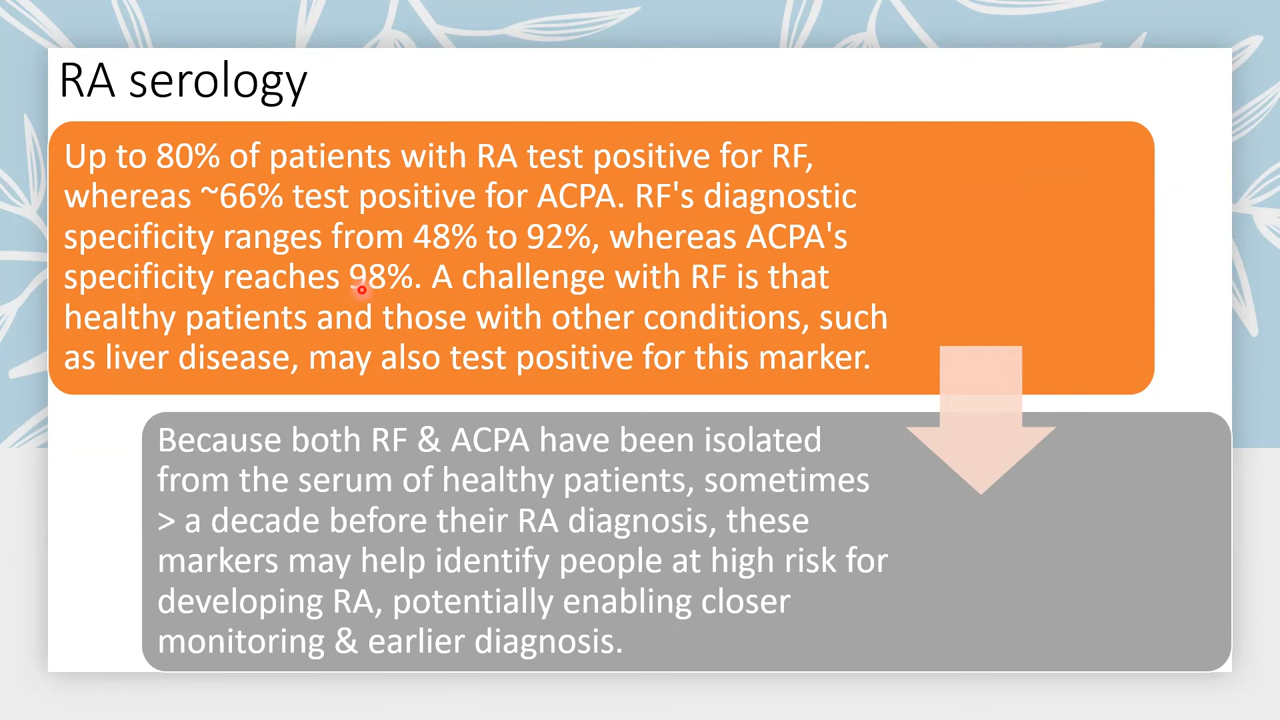 RA serology
Up to 80% of patients with RA test positive for RF,
whereas ~66% test positive for ACPA. RF's diagnostic
specificity ranges from 48% to 92%, whereas ACPA's
specificity reaches 98%. A challenge with RF is that
healthy patients and those with other conditions, such
as liver disease, may also test positive for this marker.
Because both RF & ACPA have been isolated
from the serum of healthy patients, sometimes
> a decade before their RA diagnosis, these
markers may help identify people at high risk for
developing RA, potentially enabling closer
monitoring & earlier diagnosis.